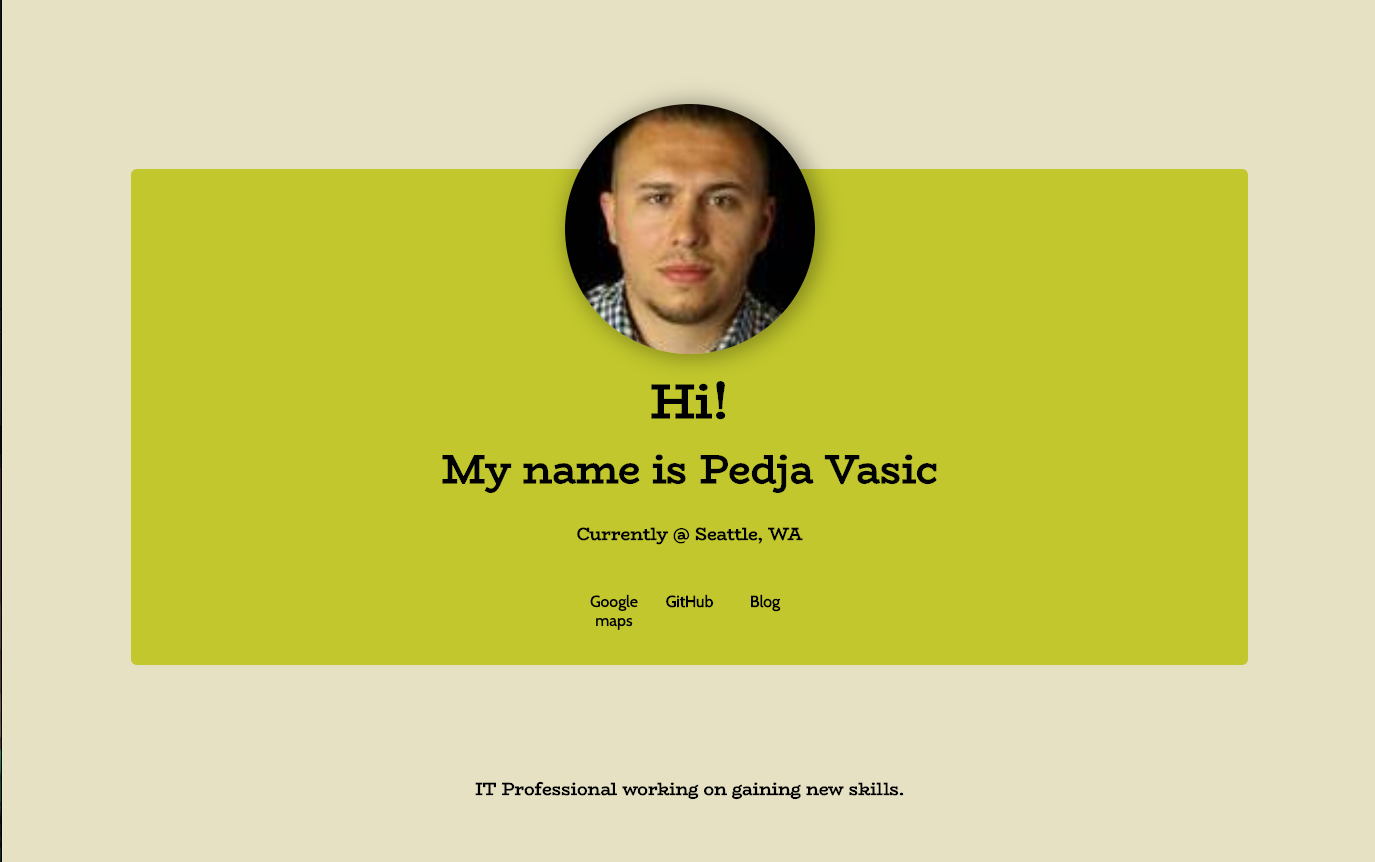 Hi!
My name is Pedja Vasic
Currently @ Seattle, WA
Google maps GitHub Blog
IT Professional working on gaining new skills.